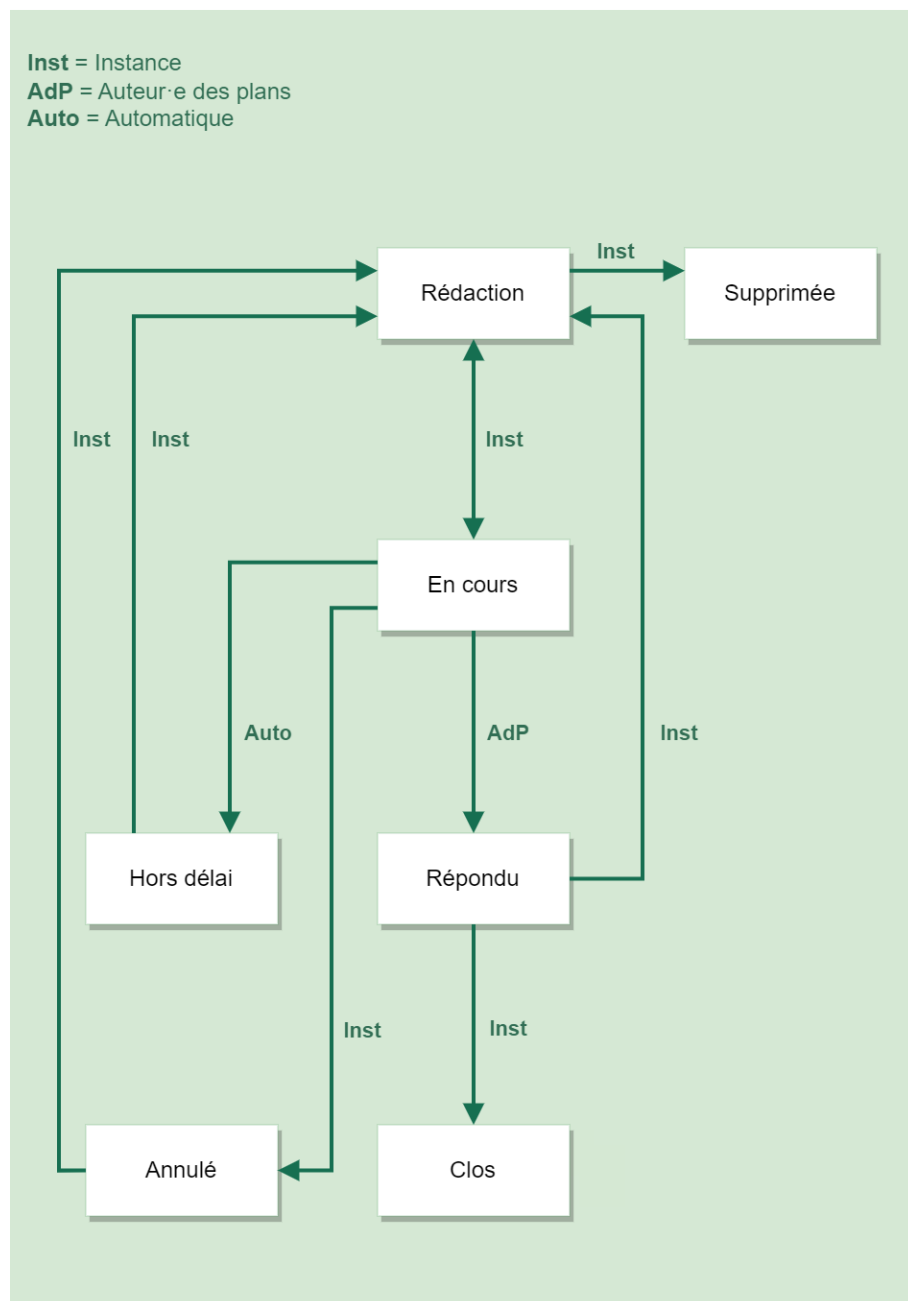 Inst = Instance
AdP = Auteur·e des plans
Auto = Automatique
Inst
Rédaction
Supprimée
Inst
Inst
Inst
En cours
Auto
AdP
Inst
Hors délai
Répondu
Inst
Inst
Annulé
Clos